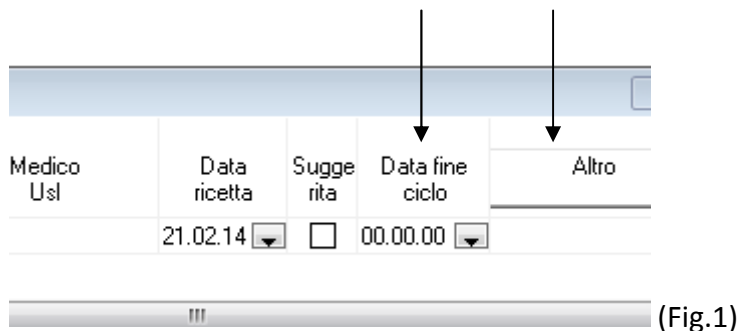 Medico Data Sugge Data fine Altro
Usl ricetta rita ciclo
21.02.14 00.00.00
(Fig.1)